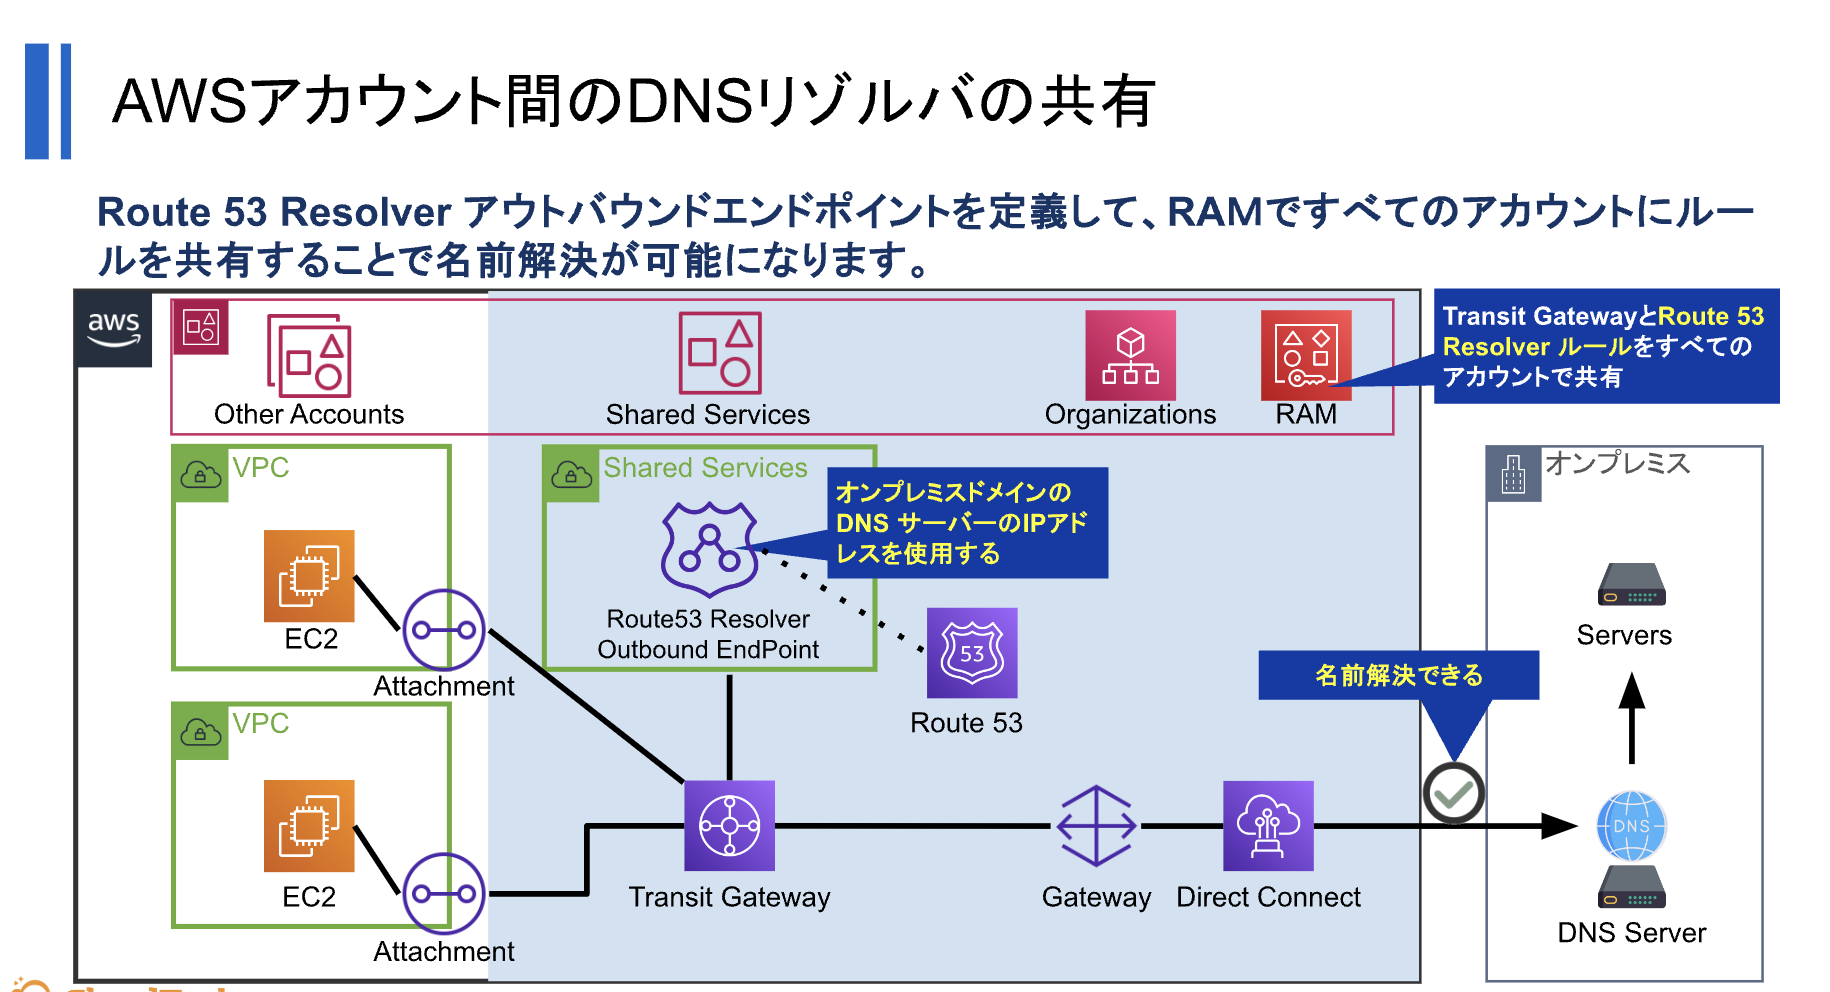 AWSアカウント間のDNSリゾルバの共有
Route 53 Resolver アウトバウンドエンドポイントを定義して、RAMですべてのアカウントにルー
ルを共有することで名前解決が可能になります。
aws
Other Accounts
Shared Services
Organizations
RAM
Transit GatewayとRoute 53
Resolver ルールをすべての
アカウントで共有
VPC
EC2
Attachment
Shared Services
オンプレミスドメインの
DNS サーバーのIPアド
レスを使用する
Route53 Resolver
Outbound EndPoint
53
Route 53
オンプレミス
Servers
名前解決できる
VPC
EC2
Attachment
Transit Gateway
Gateway
Direct Connect
DNS
DNS Server